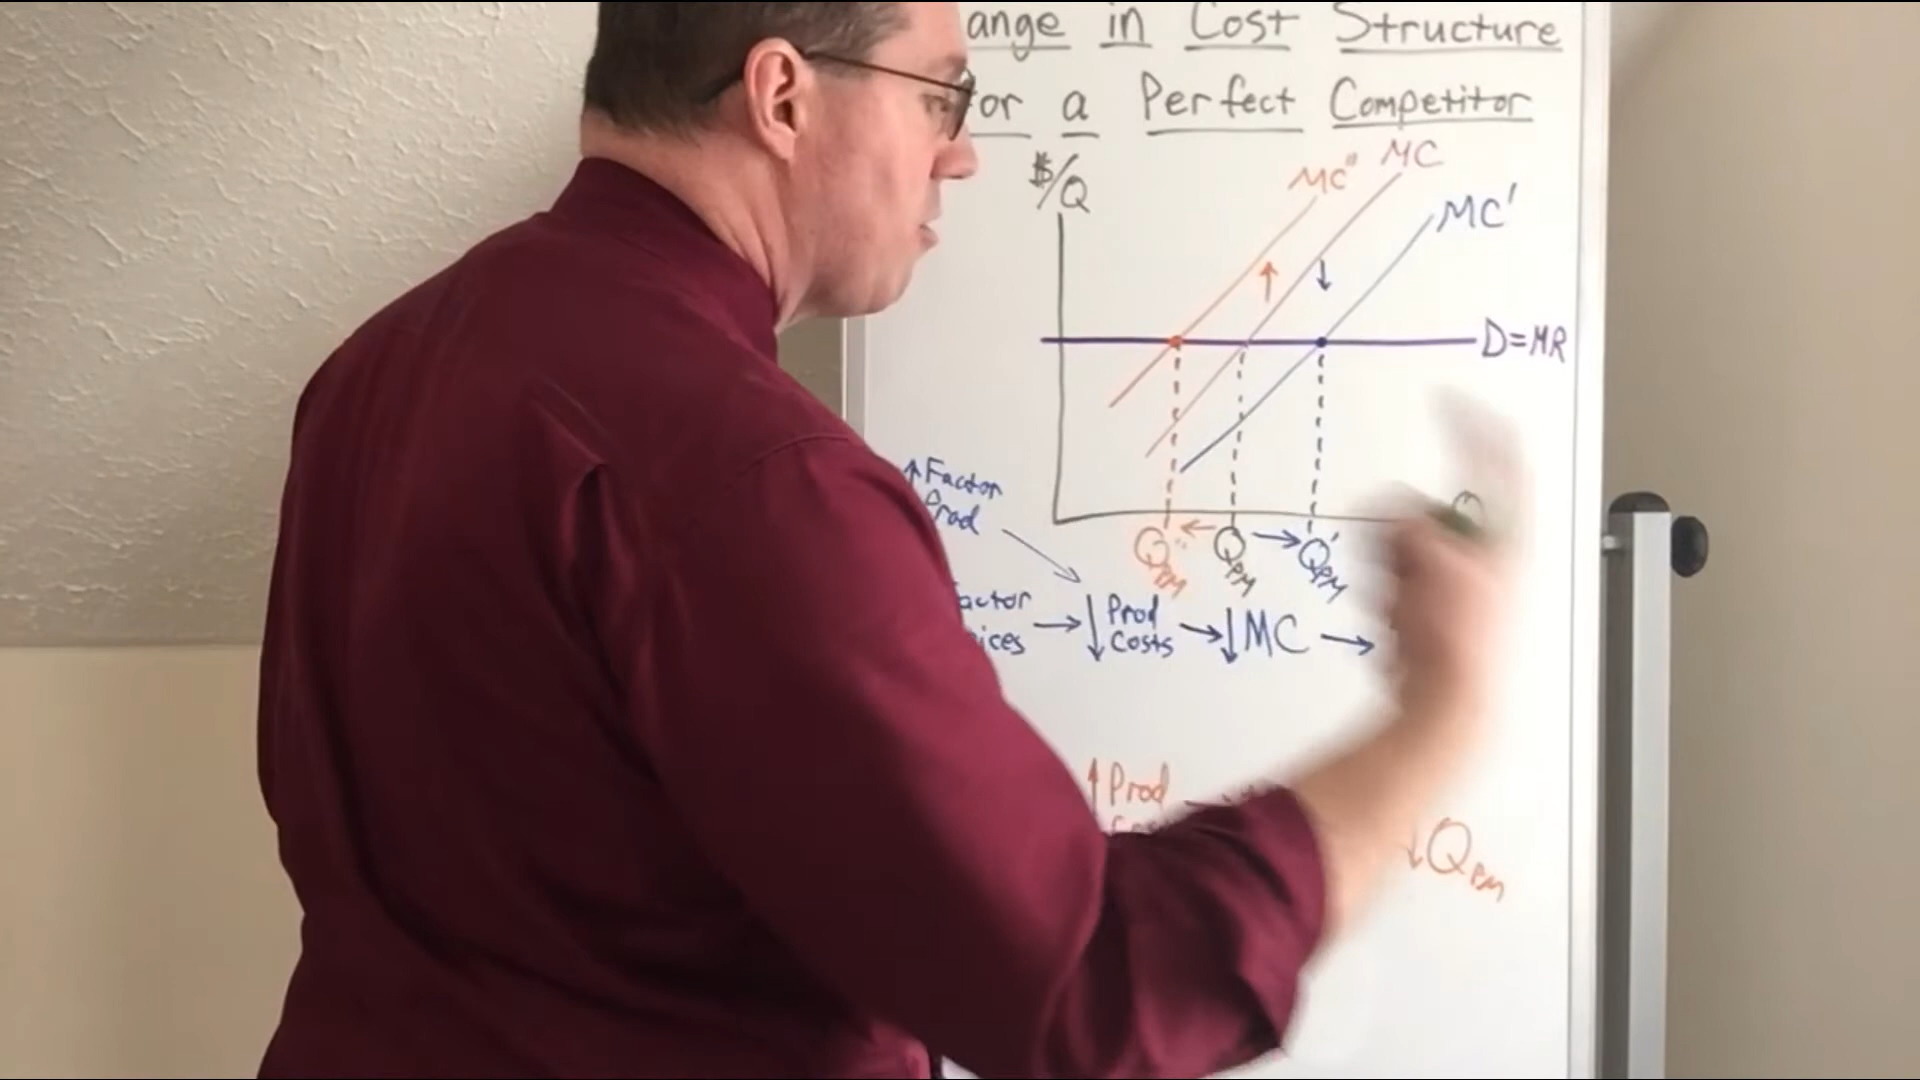 ange in Cost Structure
or a Perfect Competitor
$/Q
MC" MC
MC'
D=MR
↑ Factor
Prod
Q"PM ← QPM → Q'PM
actor
ices → ↓ Prod
Costs → ↓ MC →
↑ Prod
↓ QPM